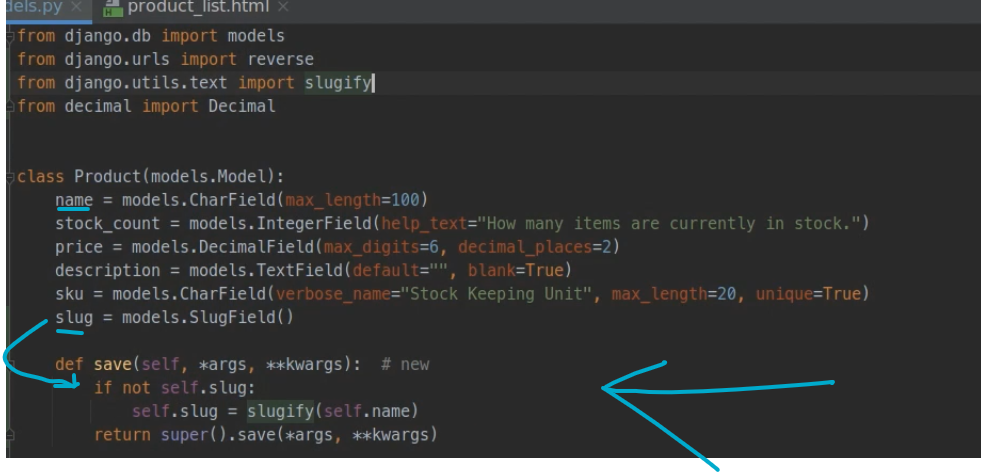 dels.py × product_list.html ×
from django.db import models
from django.urls import reverse
from django.utils.text import slugify
from decimal import Decimal
class Product(models.Model):
    name = models.CharField(max_length=100)
    stock_count = models.IntegerField(help_text="How many items are currently in stock.")
    price = models.DecimalField(max_digits=6, decimal_places=2)
    description = models.TextField(default="", blank=True)
    sku = models.CharField(verbose_name="Stock Keeping Unit", max_length=20, unique=True)
    slug = models.SlugField()
    def save(self, *args, **kwargs):  # new
        if not self.slug:
            self.slug = slugify(self.name)
        return super().save(*args, **kwargs)